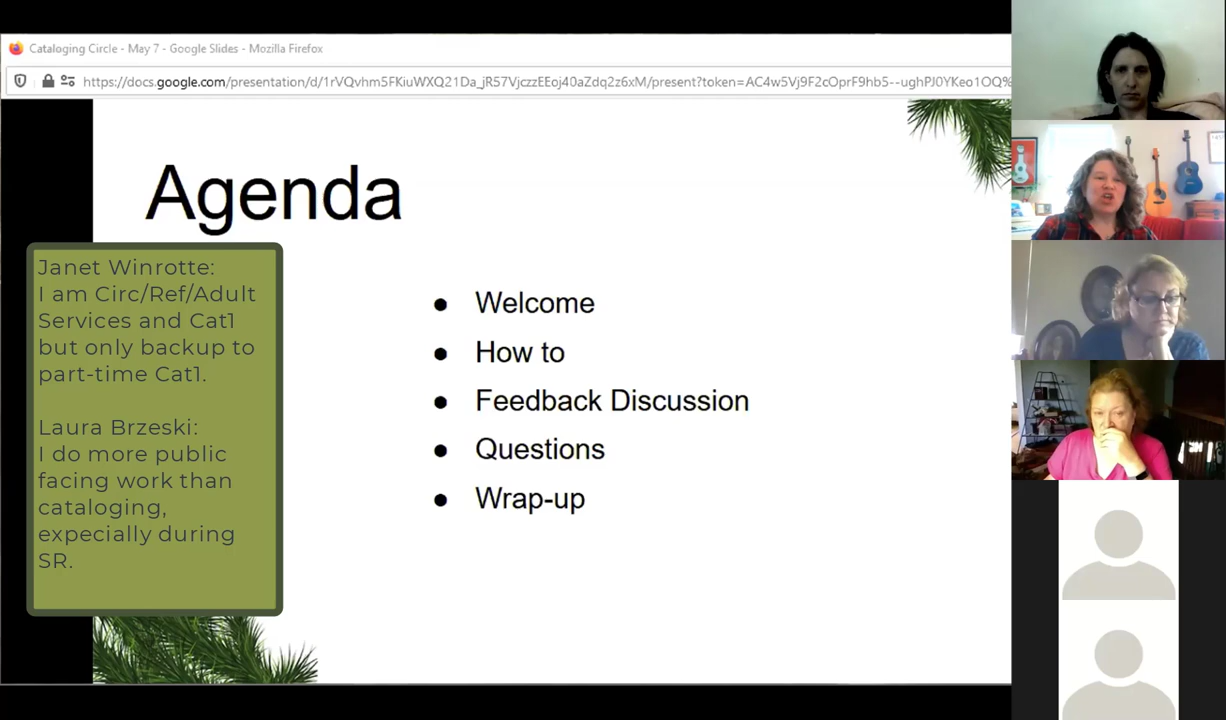 Cataloging Circle - May 7 - Google Slides - Mozilla Firefox
https://docs.google.com/presentation/d/1rVQvhm5FKiuWXQ21Da_jR57VjczzEEoj40aZdq2z6xM/present?token=AC4w5Vj9F2cOprF9hb5--ughPJ0YKeo1OQ%
Agenda
Janet Winrotte:
I am Circ/Ref/Adult
Services and Cat1
but only backup to
part-time Cat1.
Laura Brzeski:
I do more public
facing work than
cataloging,
expecially during
SR.
● Welcome
● How to
● Feedback Discussion
● Questions
● Wrap-up